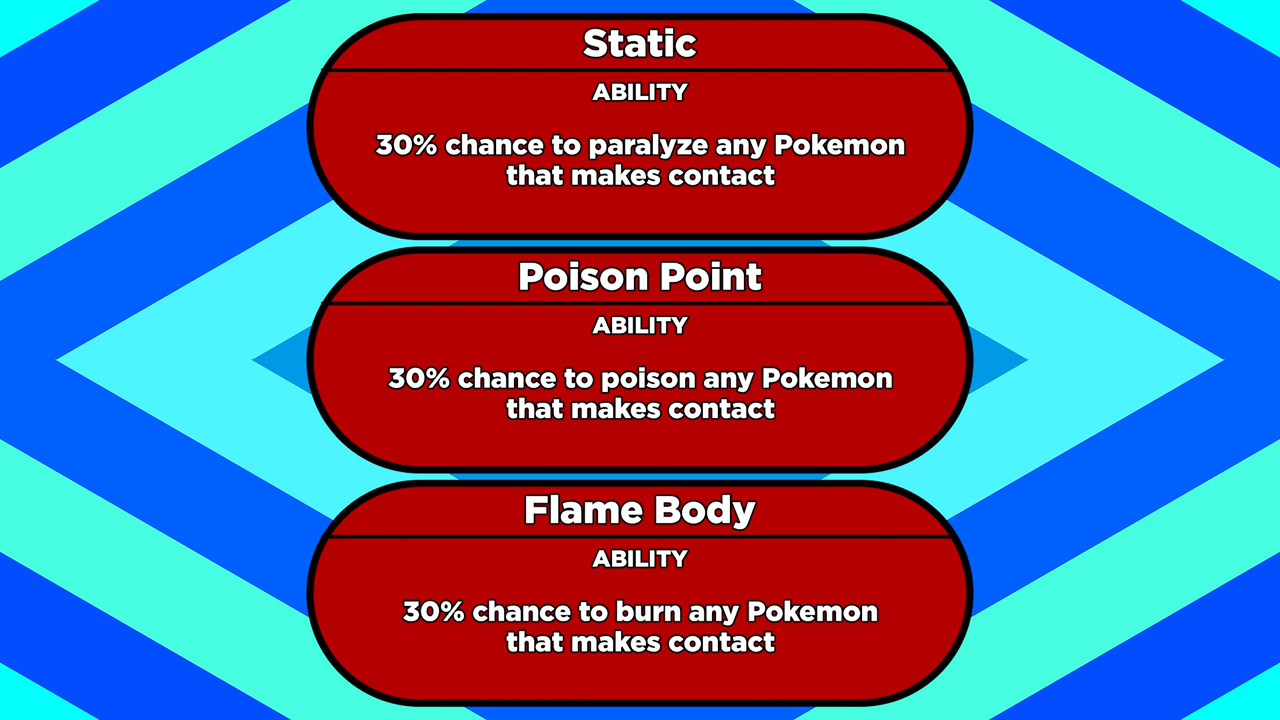 Static
ABILITY
30% chance to paralyze any Pokemon
that makes contact
Poison Point
ABILITY
30% chance to poison any Pokemon
that makes contact
Flame Body
ABILITY
30% chance to burn any Pokemon
that makes contact